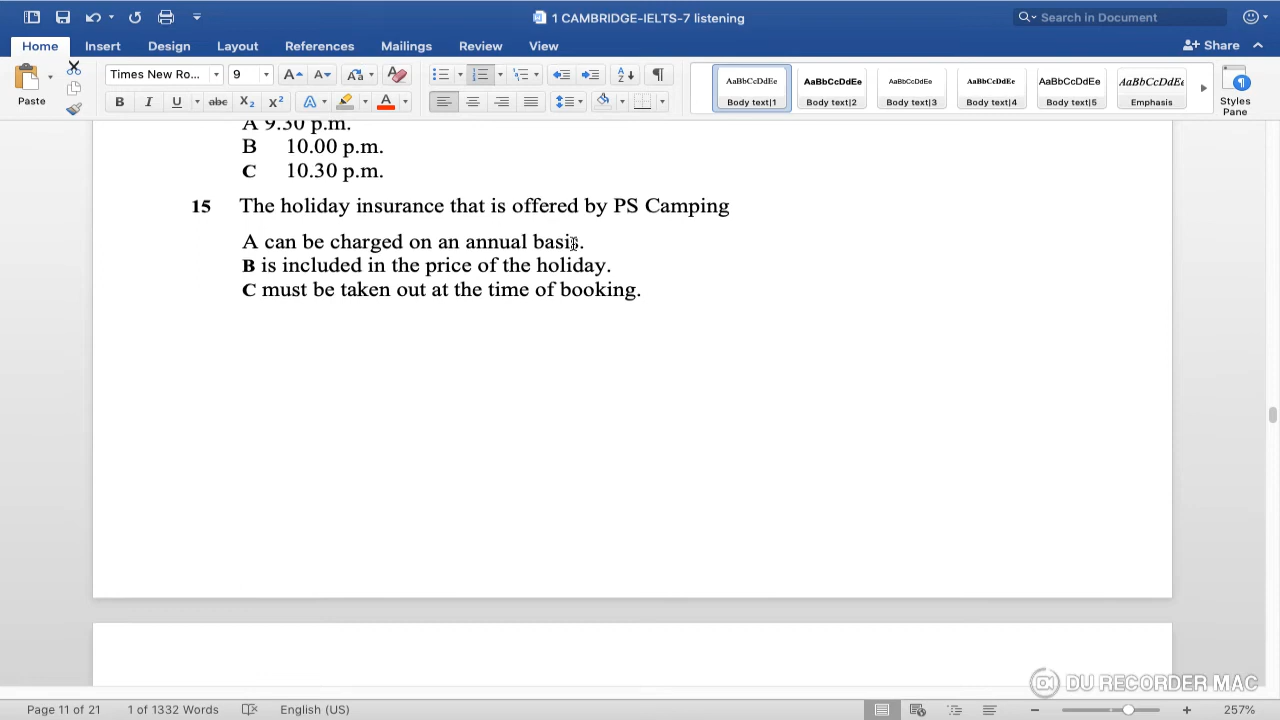 1 CAMBRIDGE-IELTS-7 listening
Search in Document
Home Insert Design Layout References Mailings Review View
Share
Paste
Times New Ro... 9
AaBbCcDdEe AaBbCcDdEe AaBbCcDdEe AaBbCcDdEe AaBbCcDdEe AaBbCcDdEe
Body text|1 Body text|2 Body text|3 Body text|4 Body text|5 Emphasis
Styles Pane
A 9.30 p.m.
B 10.00 p.m.
C 10.30 p.m.
15 The holiday insurance that is offered by PS Camping
A can be charged on an annual basis.
B is included in the price of the holiday.
C must be taken out at the time of booking.
DU RECORDER MAC
Page 11 of 21 1 of 1332 Words English (US) 257%